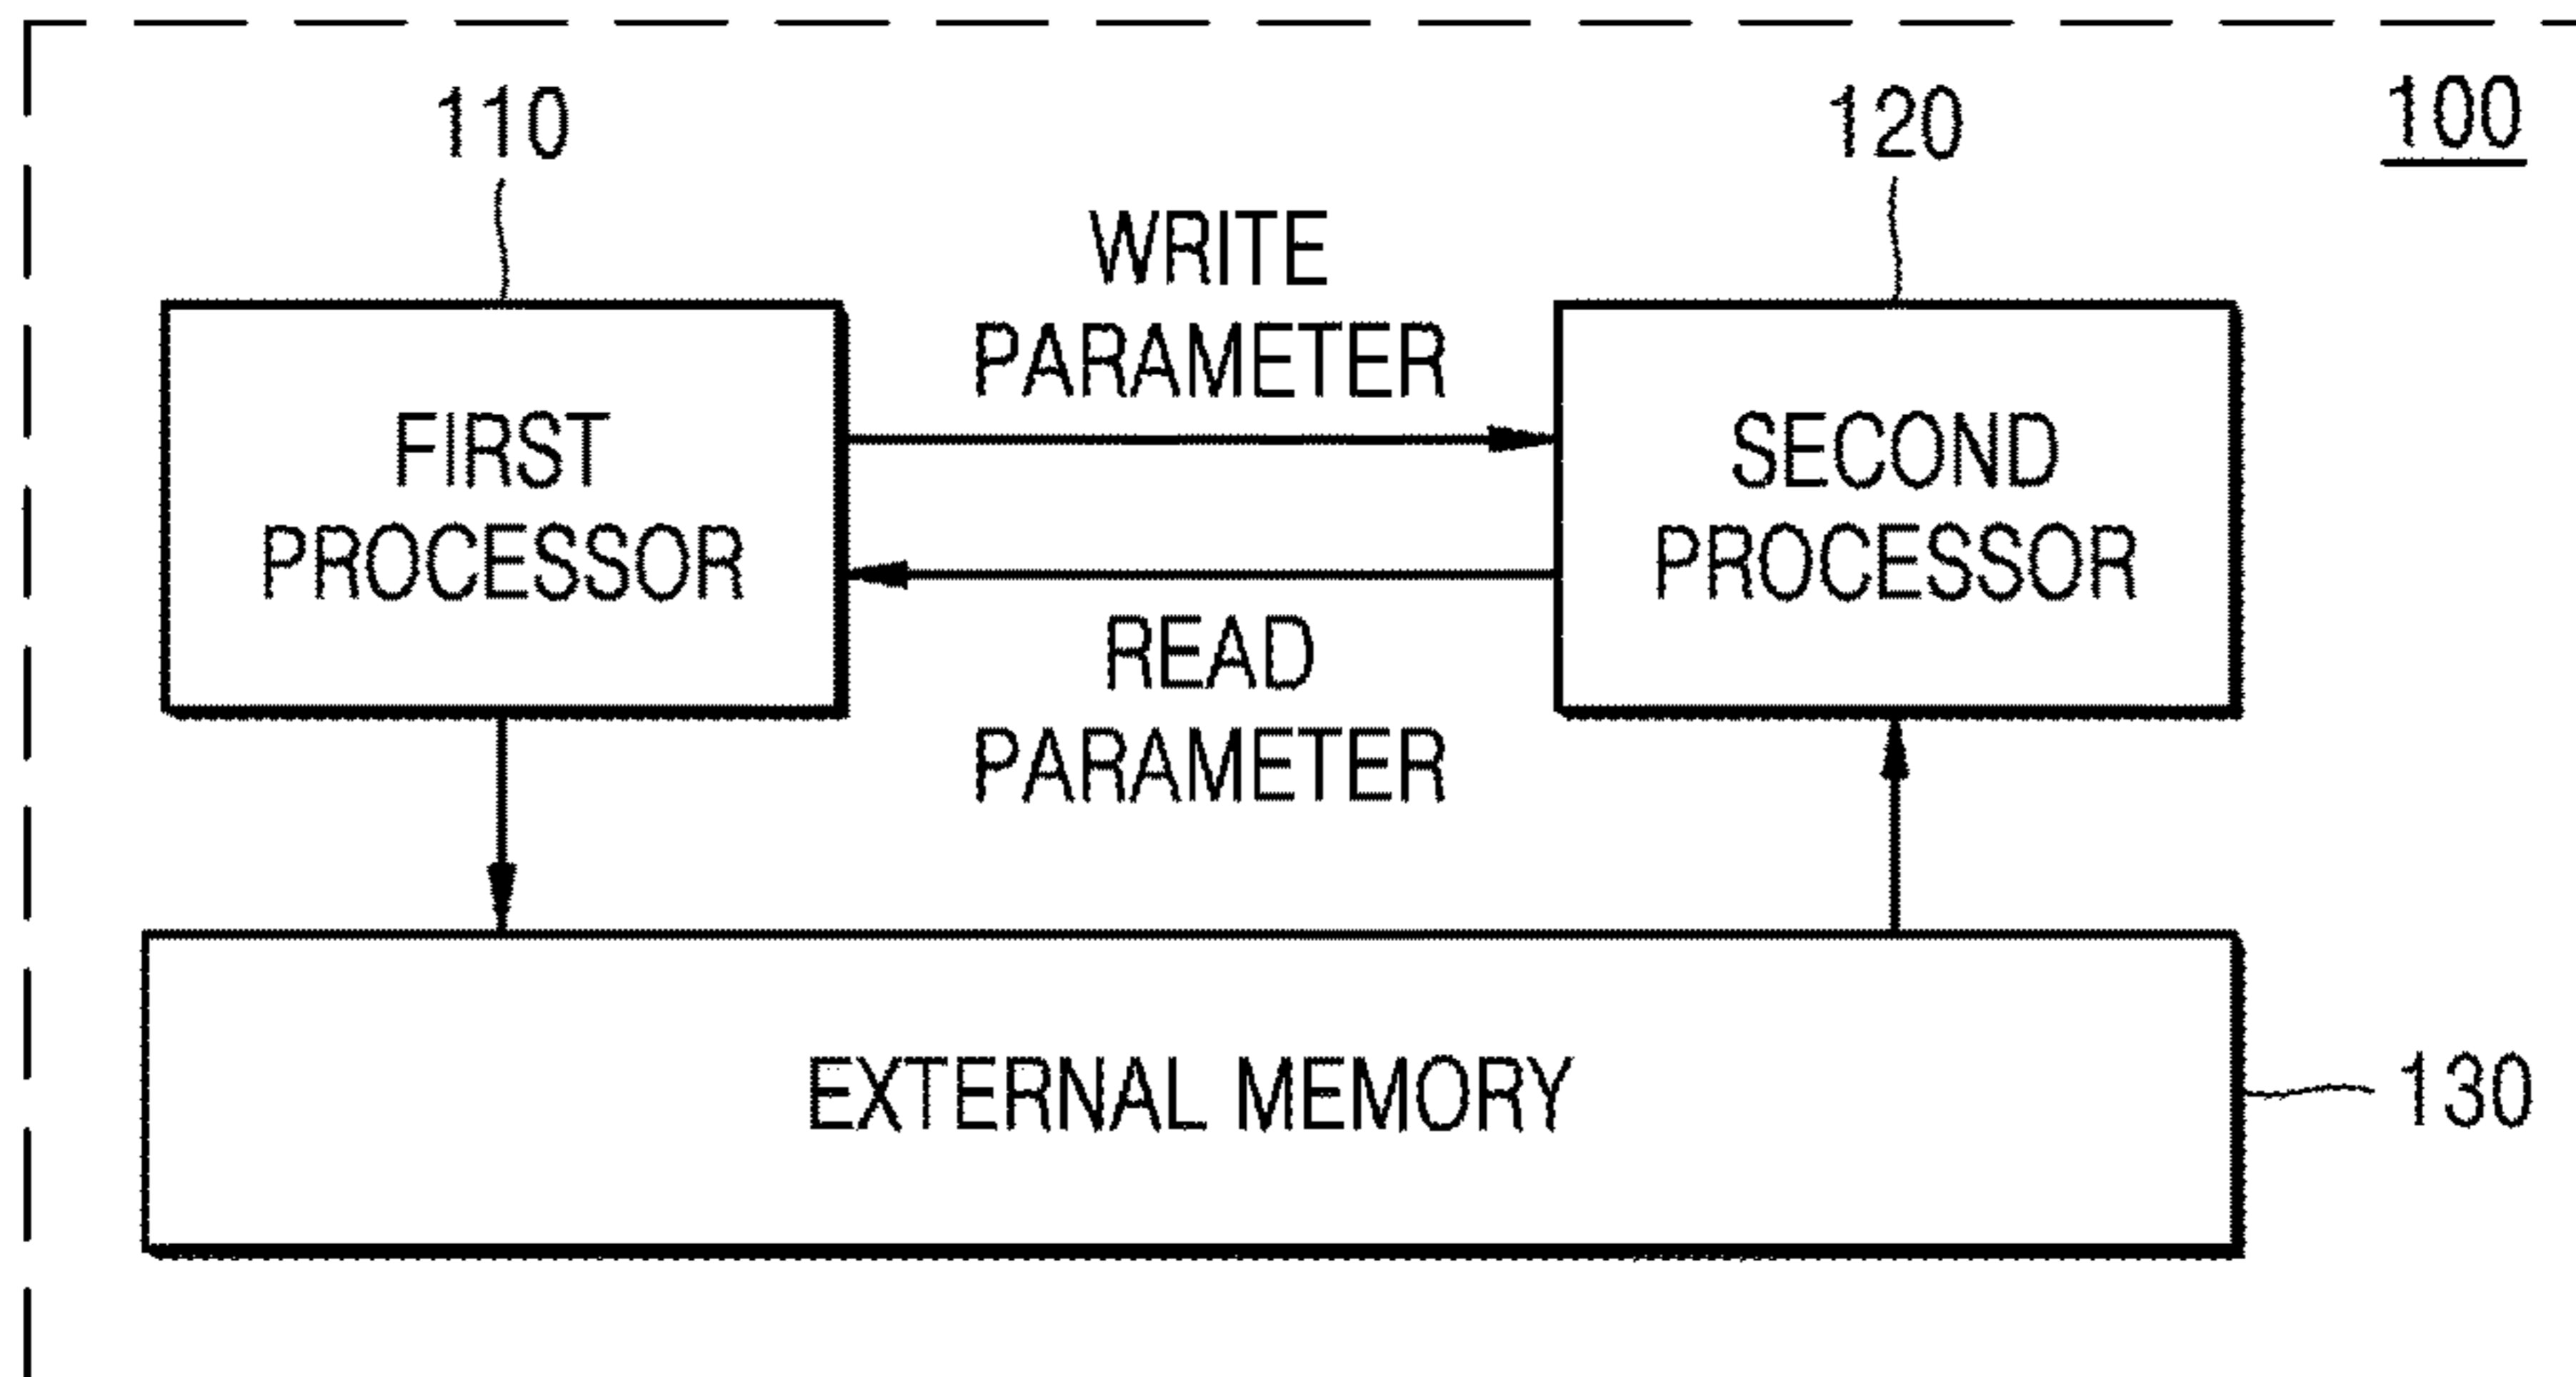 110
120
100
WRITE
PARAMETER
FIRST
PROCESSOR
SECOND
PROCESSOR
READ
PARAMETER
EXTERNAL MEMORY
130